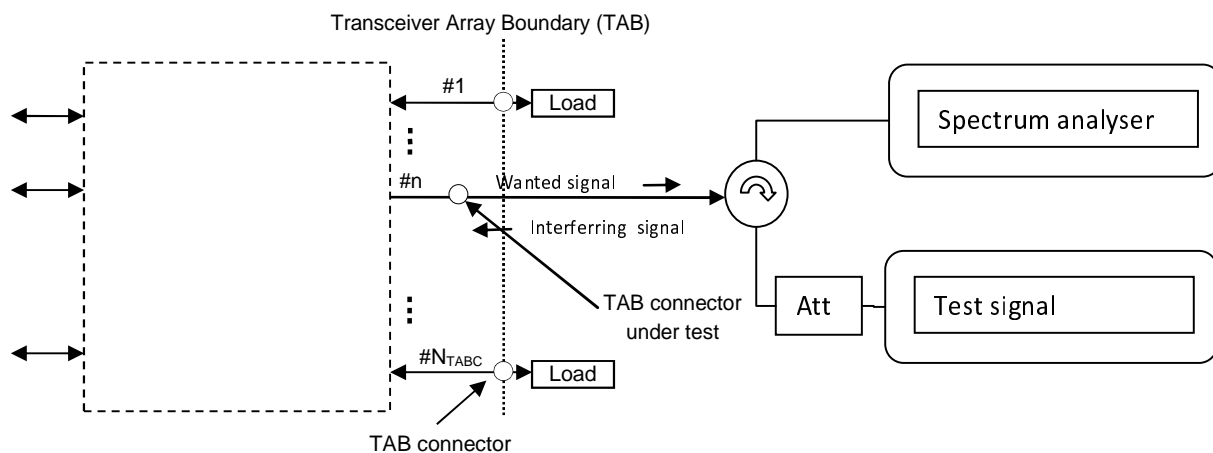 Transceiver Array Boundary (TAB)
#1
Load
Spectrum analyser
#n
Wanted signal
Interferring signal
TAB connector
under test
Att
Test signal
#N_TABC
Load
TAB connector